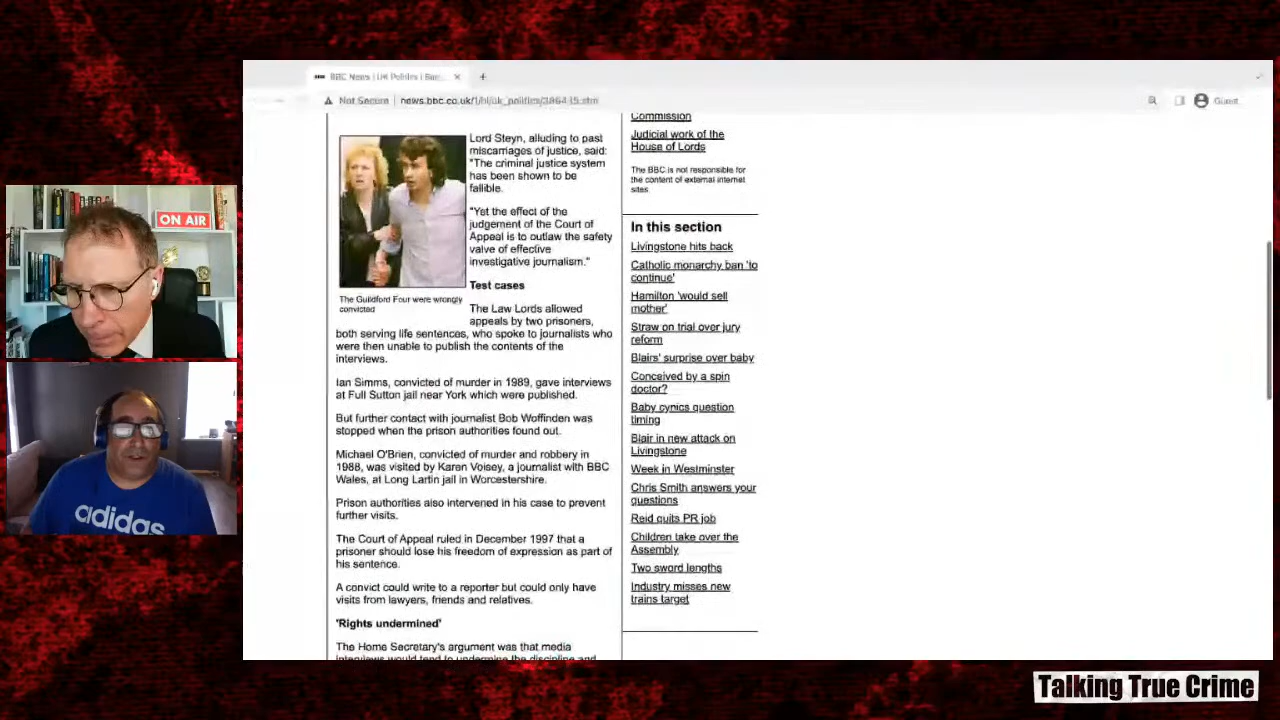 BBC News | UK Politics |
Not Secure
news.bbc.co.uk/1/hi/uk_politics/
Guest
Lord Steyn, alluding to past
miscarriages of justice, said:
"The criminal justice system
has been shown to be
fallible.
"Yet the effect of the
judgement of the Court of
Appeal is to outlaw the safety
valve of effective
investigative journalism."
The Guildford Four were wrongly
convicted
Test cases
The Law Lords allowed
appeals by two prisoners,
both serving life sentences, who spoke to journalists who
were then unable to publish the contents of the
interviews.
Ian Simms, convicted of murder in 1989, gave interviews
at Full Sutton jail near York which were published.
But further contact with journalist Bob Woffinden was
stopped when the prison authorities found out.
Michael O'Brien, convicted of murder and robbery in
1988, was visited by Karen Voisey, a journalist with BBC
Wales, at Long Lartin jail in Worcestershire.
Prison authorities also intervened in his case to prevent
further visits.
The Court of Appeal ruled in December 1997 that a
prisoner should lose his freedom of expression as part of
his sentence.
A convict could write to a reporter but could only have
visits from lawyers, friends and relatives.
'Rights undermined'
The Home Secretary's argument was that media
interviews would tend to undermine the discipline and
Commission
Judicial work of the
House of Lords
The BBC is not responsible for
the content of external internet
sites
In this section
Livingstone hits back
Catholic monarchy ban 'to
continue'
Hamilton 'would sell
mother'
Straw on trial over jury
reform
Blairs' surprise over baby
Conceived by a spin
doctor?
Baby cynics question
timing
Blair in new attack on
Livingstone
Week in Westminster
Chris Smith answers your
questions
Reid quits PR job
Children take over the
Assembly
Two sword lengths
Industry misses new
trains target
ON AIR
adidas
Talking True Crime